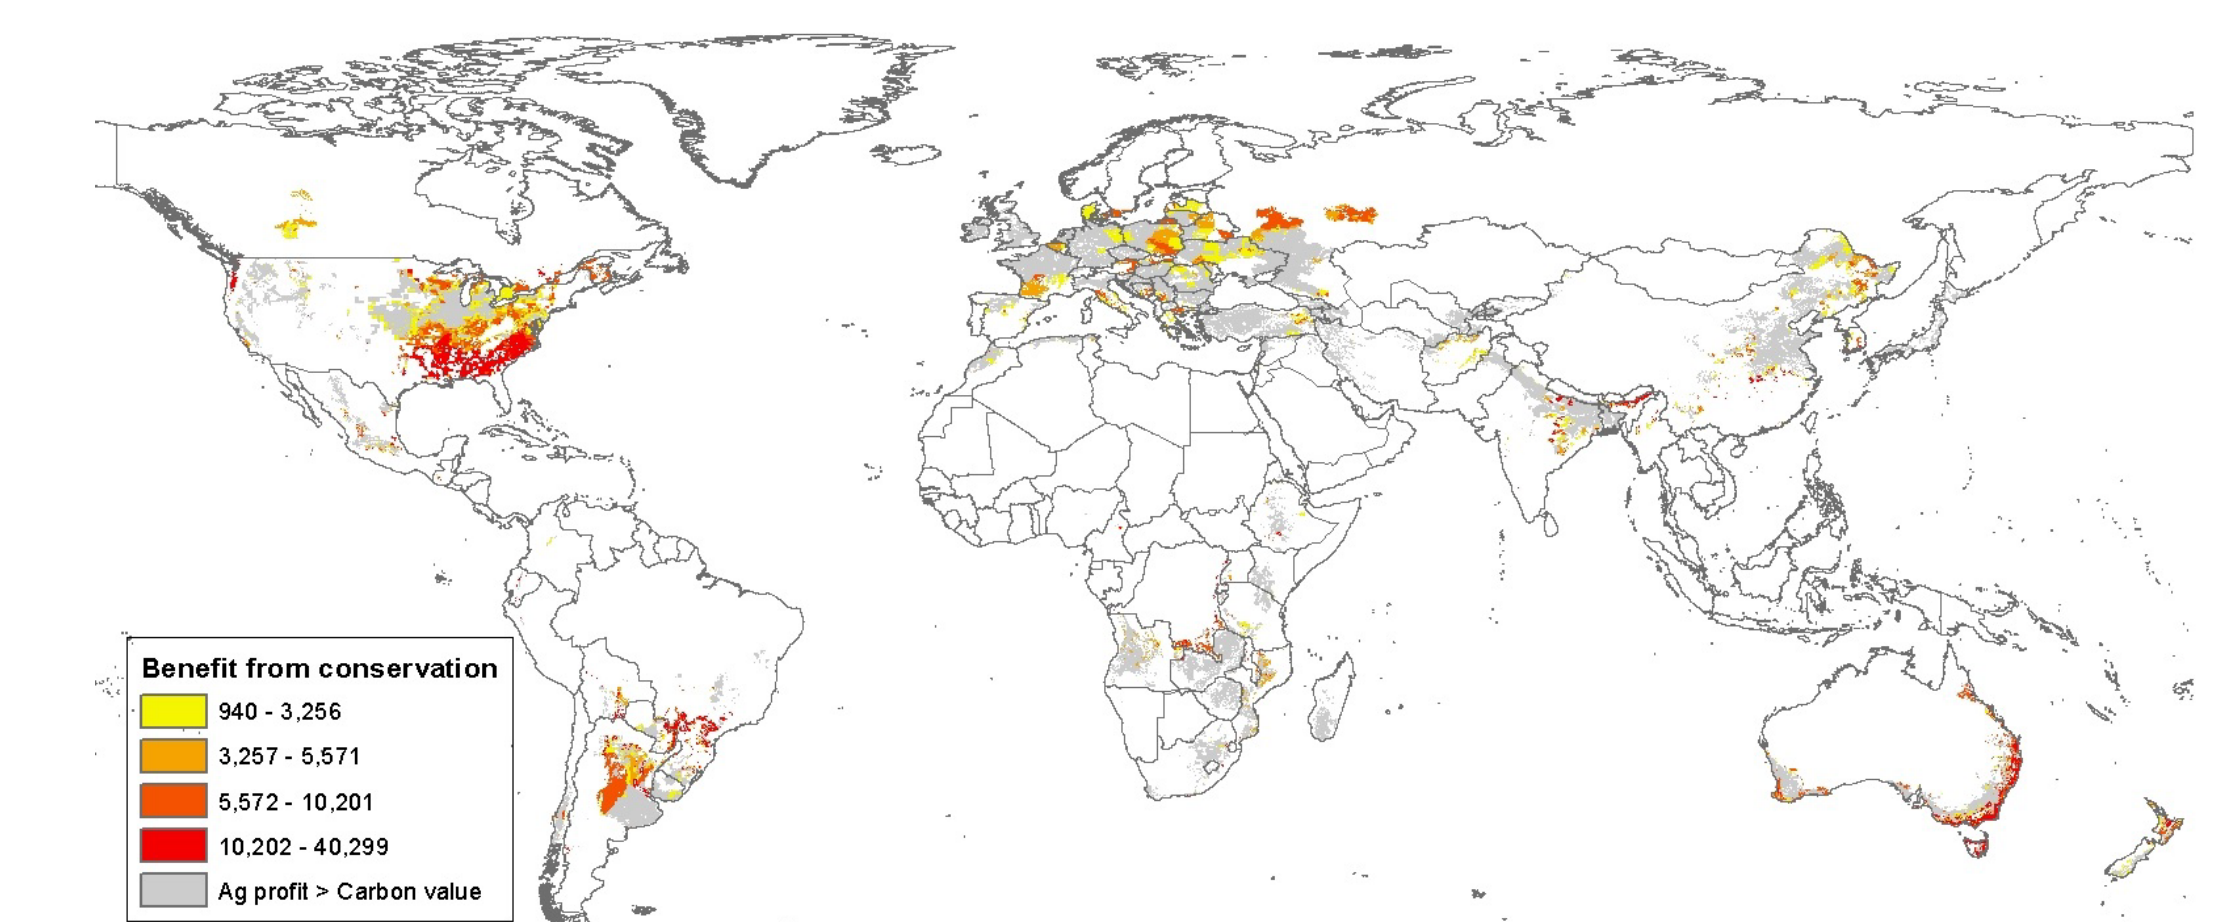 Benefit from conservation
940 - 3,256
3,257 - 5,571
5,572 - 10,201
10,202 - 40,299
Ag profit > Carbon value